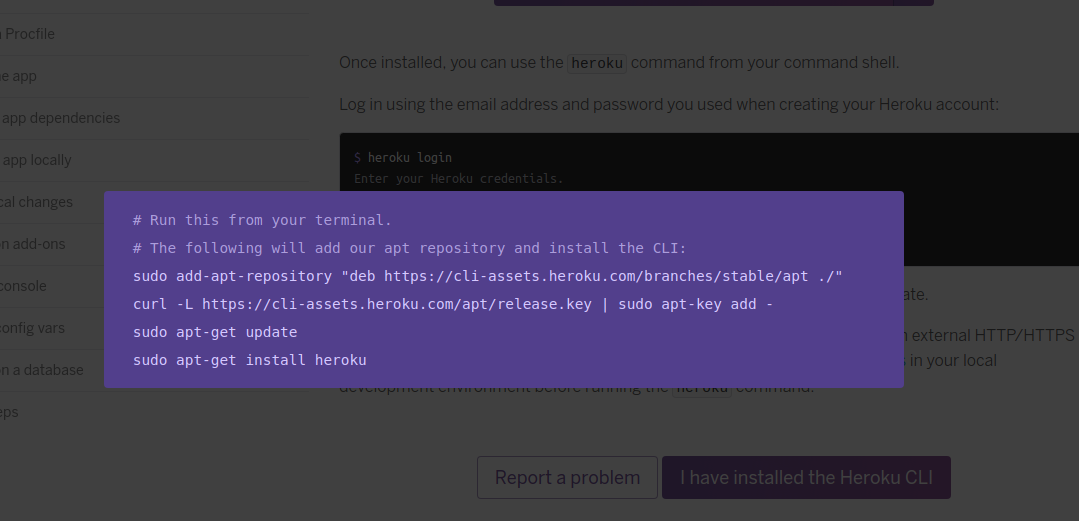 Procfile
app
app dependencies
app locally
changes
add-ons
console
config vars
a database
Once installed, you can use the heroku command from your command shell.
Log in using the email address and password you used when creating your Heroku account:
$ heroku login
Enter your Heroku credentials.
# Run this from your terminal.
# The following will add our apt repository and install the CLI:
sudo add-apt-repository "deb https://cli-assets.heroku.com/branches/stable/apt ./"
curl -L https://cli-assets.heroku.com/apt/release.key | sudo apt-key add -
sudo apt-get update
sudo apt-get install heroku
external HTTP/HTTPS
in your local
development environment before running the heroku command.
Report a problem
I have installed the Heroku CLI